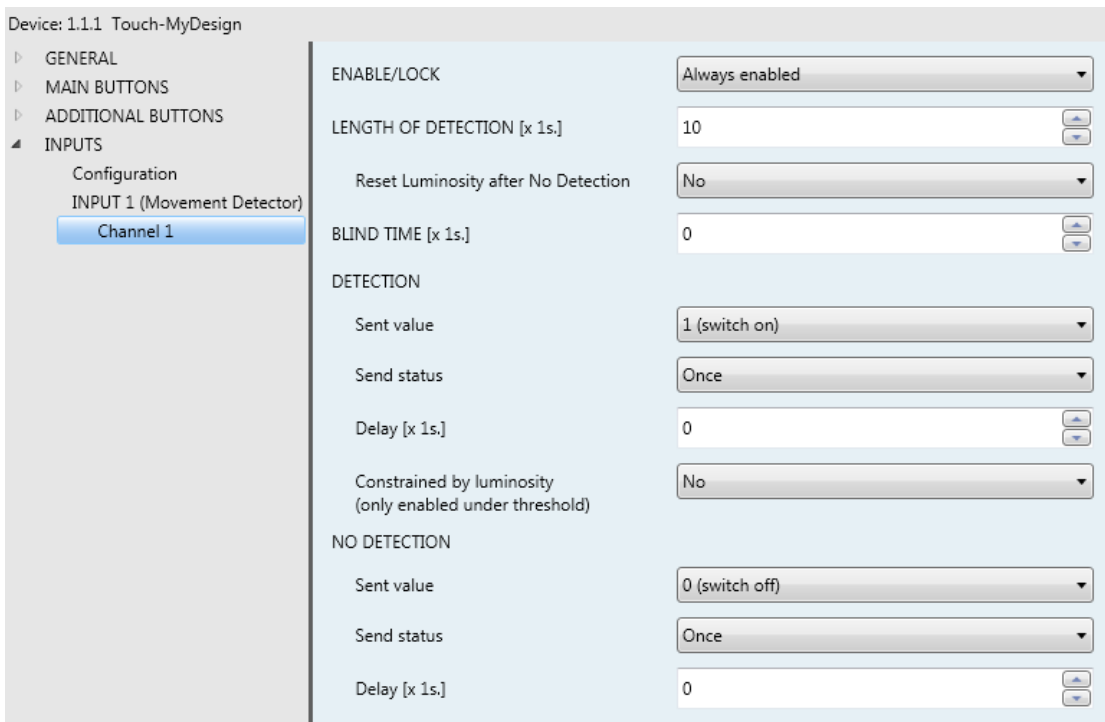 Device: 1.1.1 Touch-MyDesign
GENERAL
MAIN BUTTONS
ADDITIONAL BUTTONS
INPUTS
Configuration
INPUT 1 (Movement Detector)
Channel 1
ENABLE/LOCK Always enabled
LENGTH OF DETECTION [x 1s.] 10
Reset Luminosity after No Detection No
BLIND TIME [x 1s.] 0
DETECTION
Sent value 1 (switch on)
Send status Once
Delay [x 1s.] 0
Constrained by luminosity No
(only enabled under threshold)
NO DETECTION
Sent value 0 (switch off)
Send status Once
Delay [x 1s.] 0